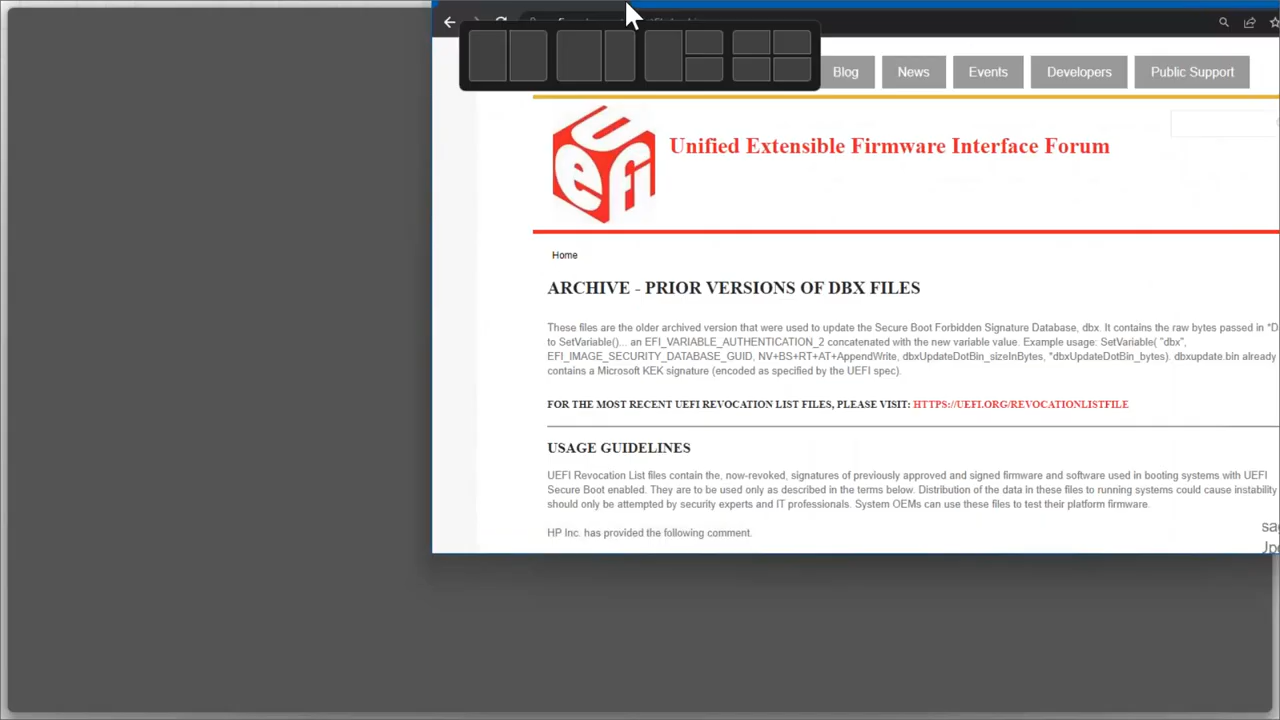 Blog News Events Developers Public Support
uefi
Unified Extensible Firmware Interface Forum
Home
ARCHIVE - PRIOR VERSIONS OF DBX FILES
These files are the older archived version that were used to update the Secure Boot Forbidden Signature Database, dbx. It contains the raw bytes passed in *D
to SetVariable()... an EFI_VARIABLE_AUTHENTICATION_2 concatenated with the new variable value. Example usage: SetVariable( "dbx",
EFI_IMAGE_SECURITY_DATABASE_GUID, NV+BS+RT+AT+AppendWrite, dbxUpdateDotBin_sizeInBytes, *dbxUpdateDotBin_bytes). dbxupdate.bin already
contains a Microsoft KEK signature (encoded as specified by the UEFI spec).
FOR THE MOST RECENT UEFI REVOCATION LIST FILES, PLEASE VISIT: HTTPS://UEFI.ORG/REVOCATIONLISTFILE
USAGE GUIDELINES
UEFI Revocation List files contain the, now-revoked, signatures of previously approved and signed firmware and software used in booting systems with UEFI
Secure Boot enabled. They are to be used only as described in the terms below. Distribution of the data in these files to running systems could cause instability
should only be attempted by security experts and IT professionals. System OEMs can use these files to test their platform firmware.
HP Inc. has provided the following comment.